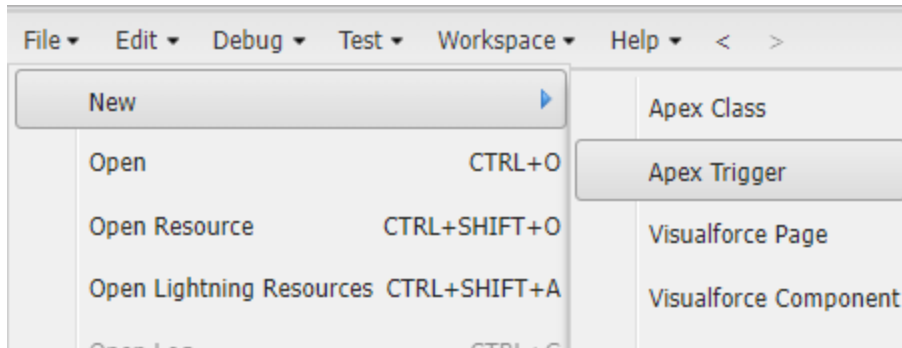 File Edit Debug Test Workspace Help < >
New
Apex Class
Open CTRL+O
Apex Trigger
Open Resource CTRL+SHIFT+O
Visualforce Page
Open Lightning Resources CTRL+SHIFT+A
Visualforce Component